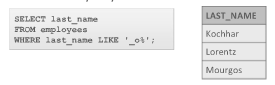 SELECT last_name
FROM employees
WHERE last_name LIKE '_o%';
LAST_NAME
Kochhar
Lorentz
Mourgos